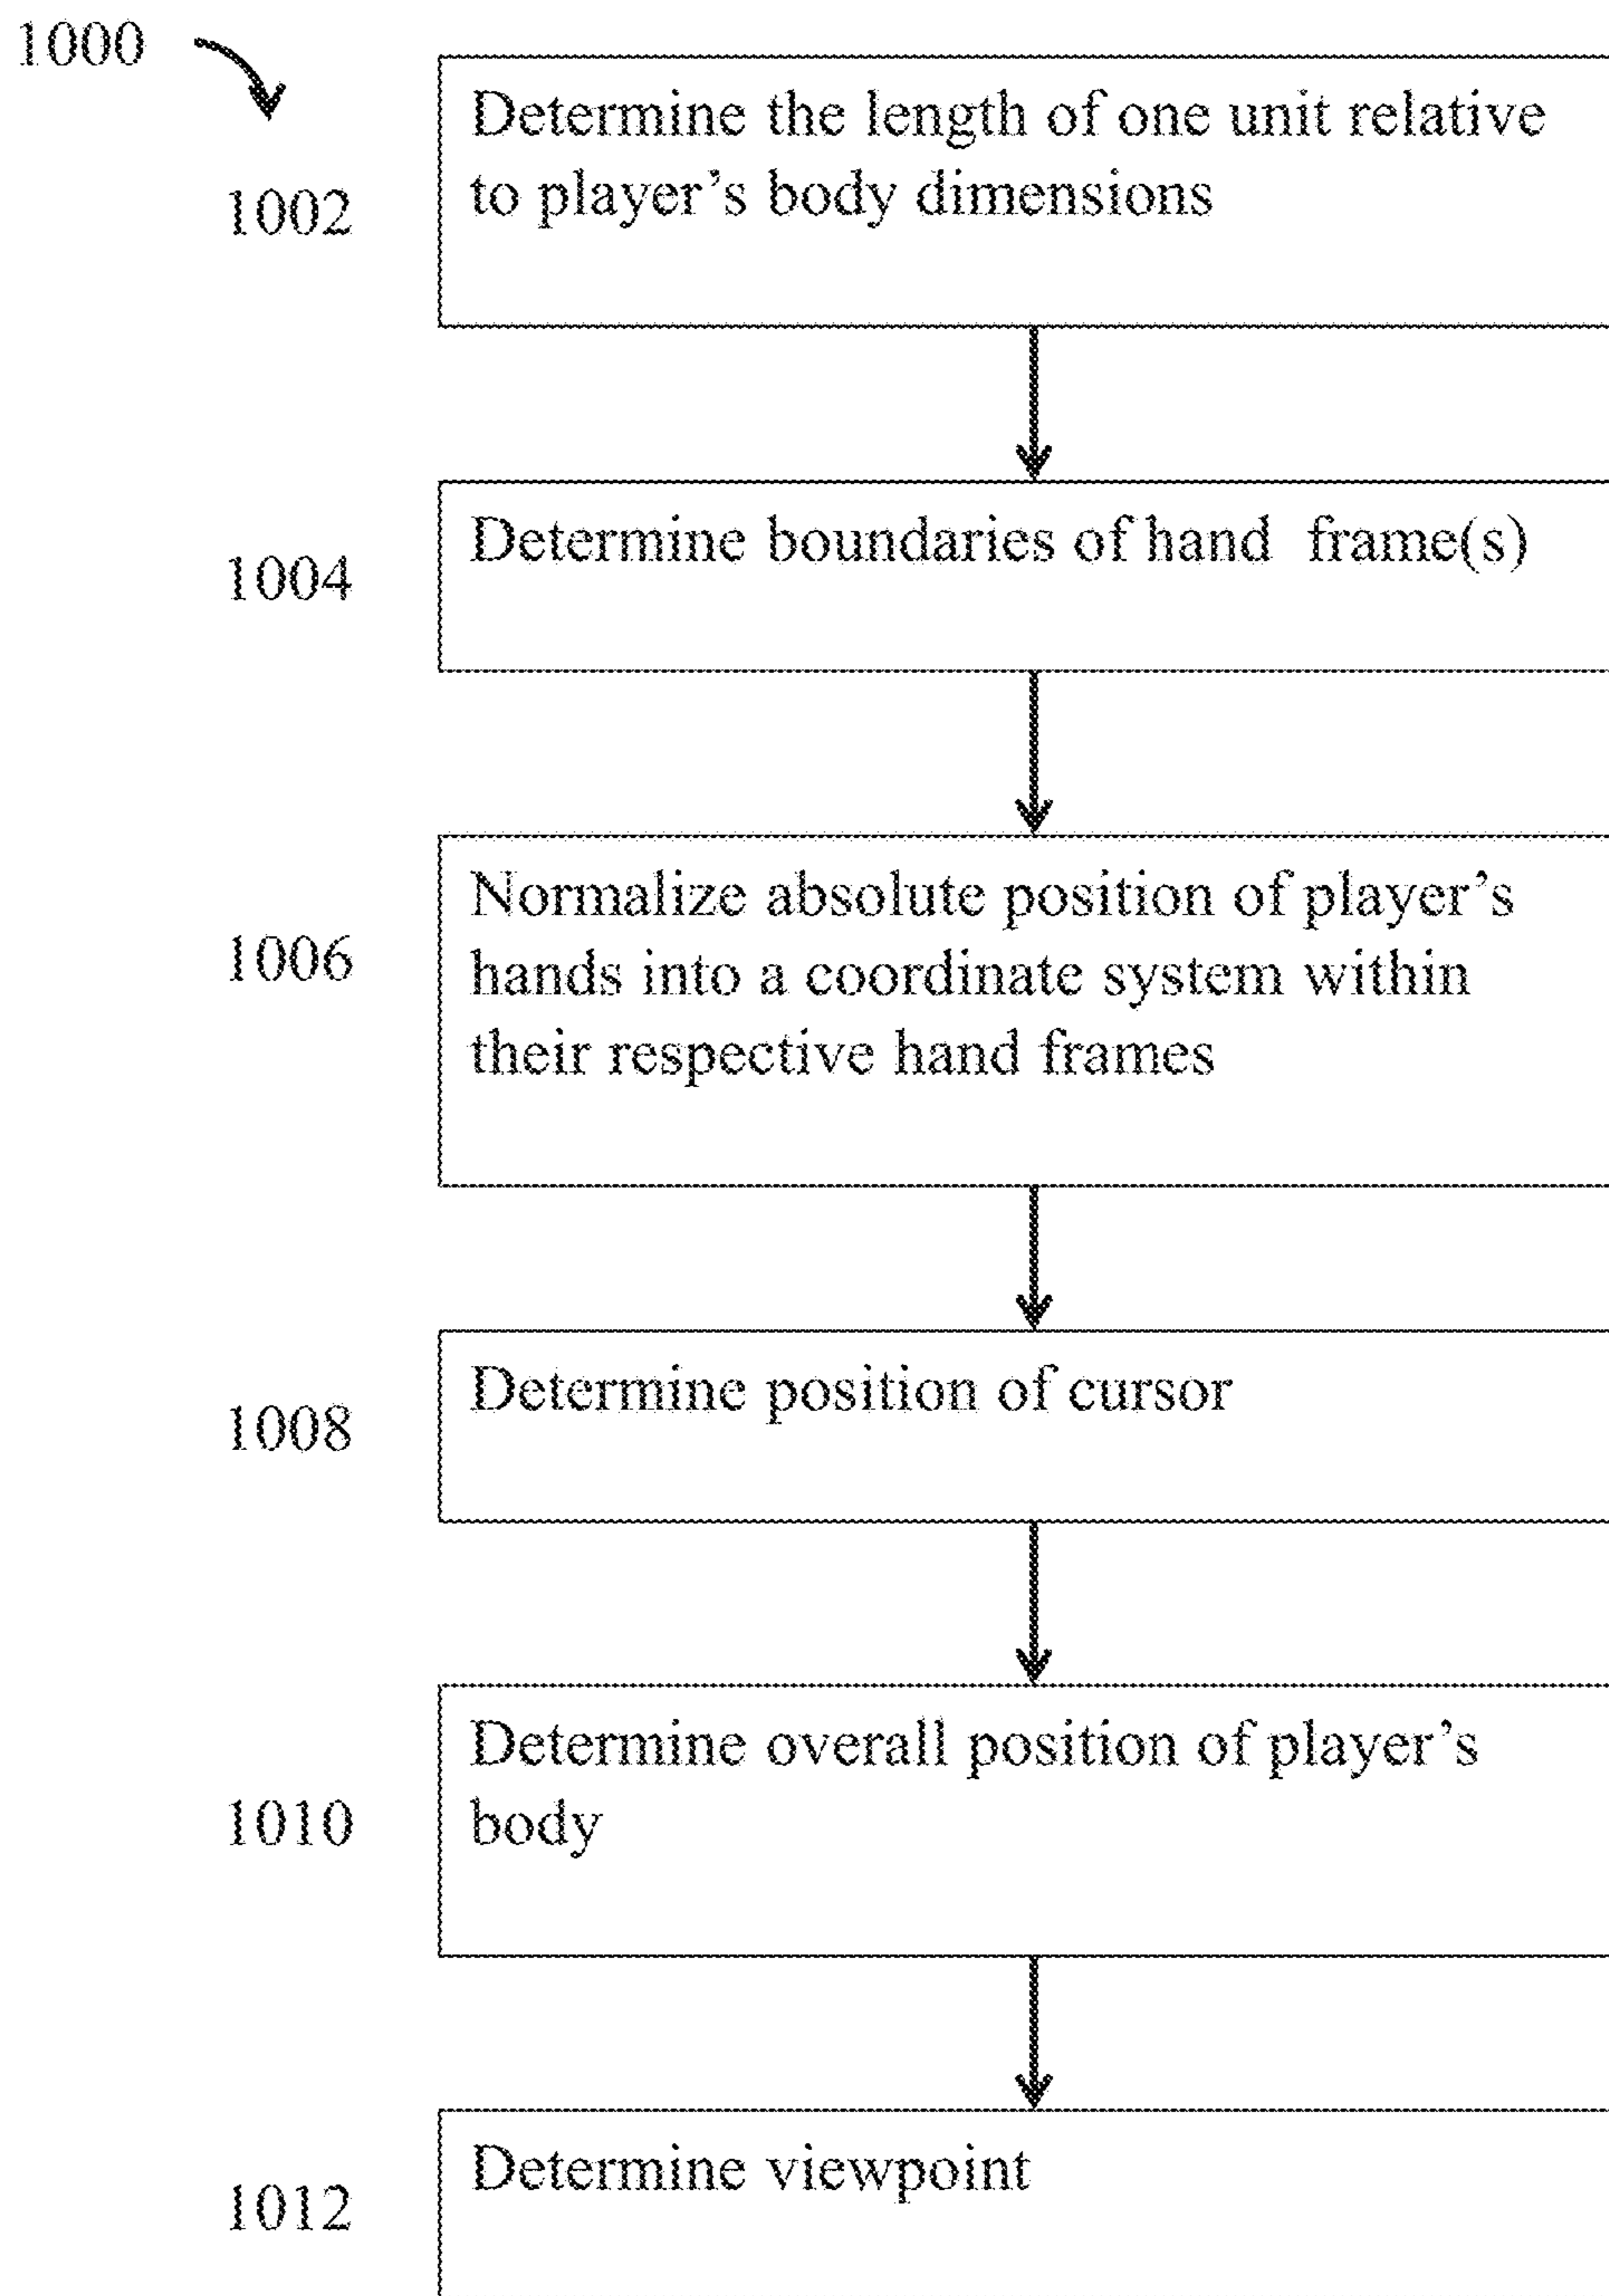 1000
1002
Determine the length of one unit relative
to player's body dimensions
1004
Determine boundaries of hand frame(s)
1006
Normalize absolute position of player's
hands into a coordinate system within
their respective hand frames
1008
Determine position of cursor
1010
Determine overall position of player's
body
1012
Determine viewpoint